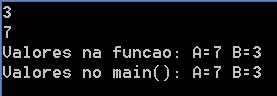 3
7
Valores na funcao: A=7 B=3
Valores no main(): A=7 B=3